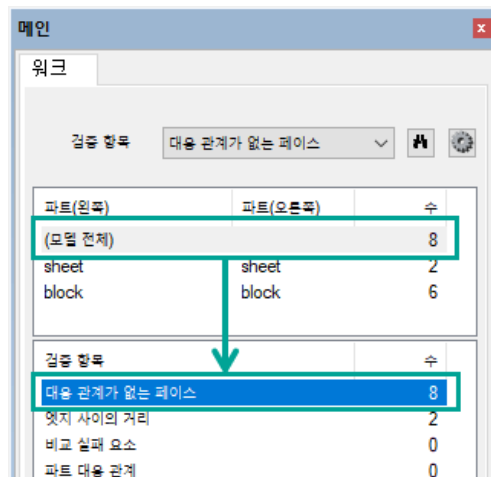 메인
워크
검증 항목 대응 관계가 없는 페이스
파트(왼쪽) 파트(오른쪽) 수
(모델 전체) 8
sheet sheet 2
block block 6
검증 항목 수
대응 관계가 없는 페이스 8
엣지 사이의 거리 2
비교 실패 요소 0
파트 대응 관계 0